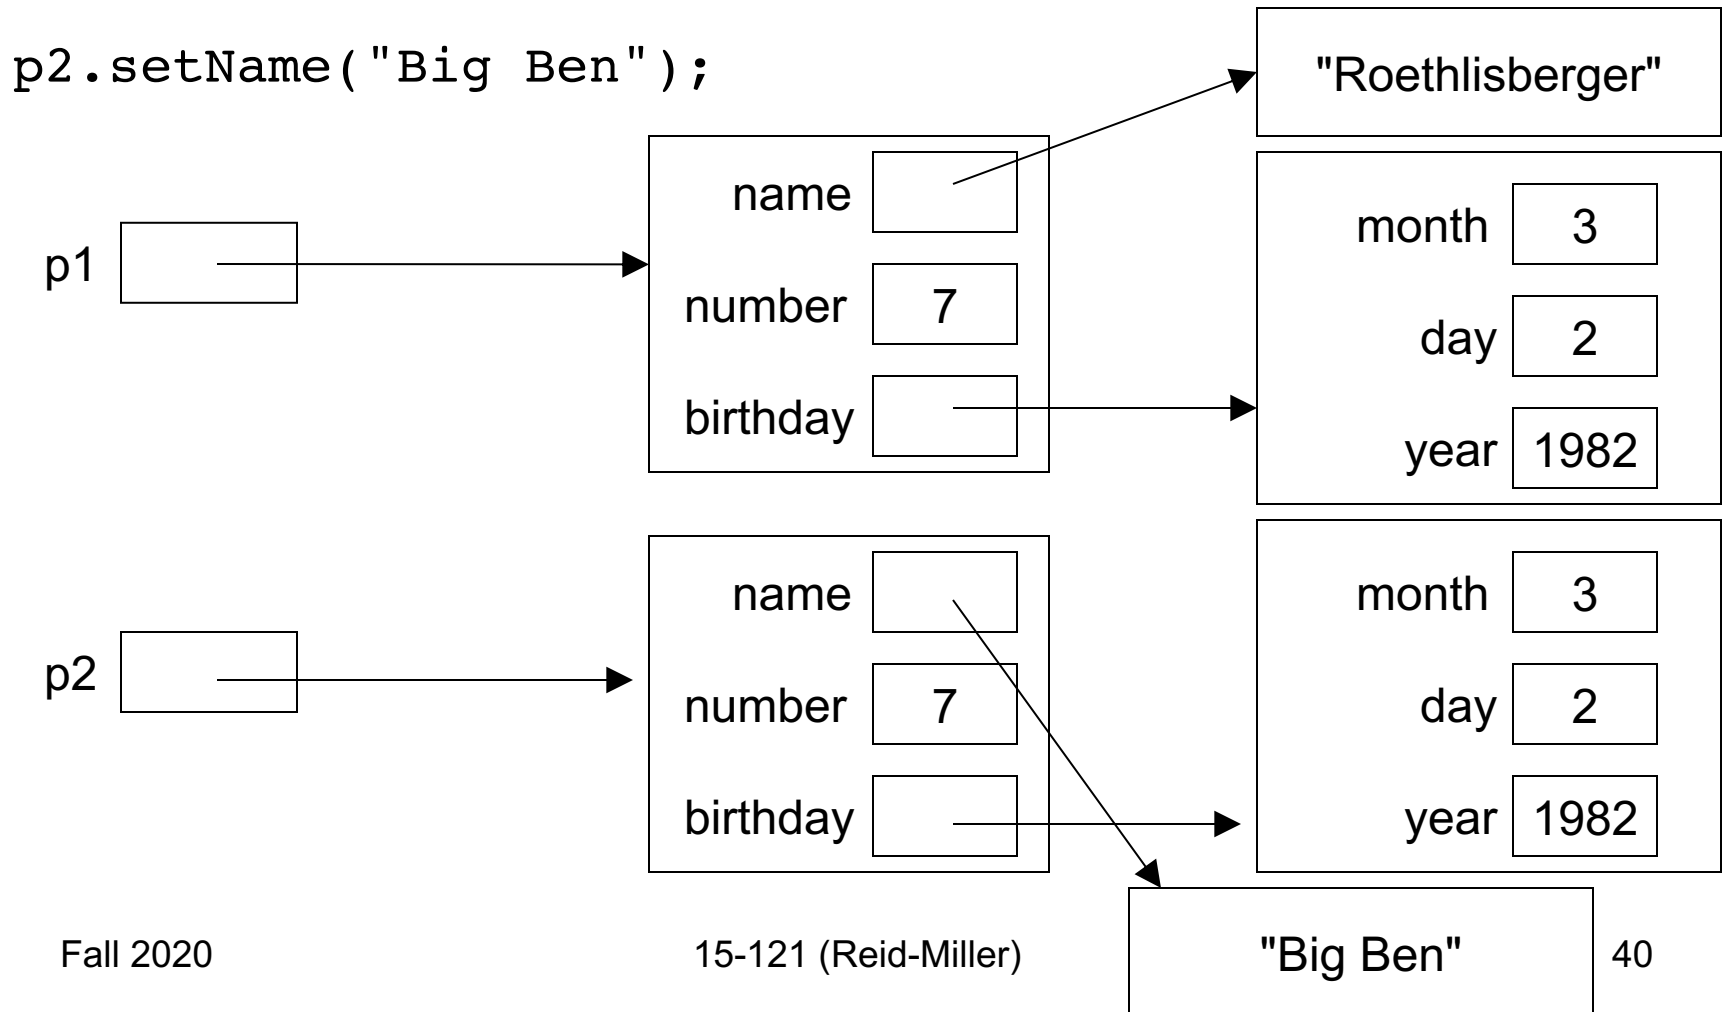 p2.setName("Big Ben");
"Roethlisberger"
p1
name
number 7
birthday
month 3
day 2
year 1982
p2
name
number 7
birthday
month 3
day 2
year 1982
"Big Ben"
Fall 2020
15-121 (Reid-Miller)
40